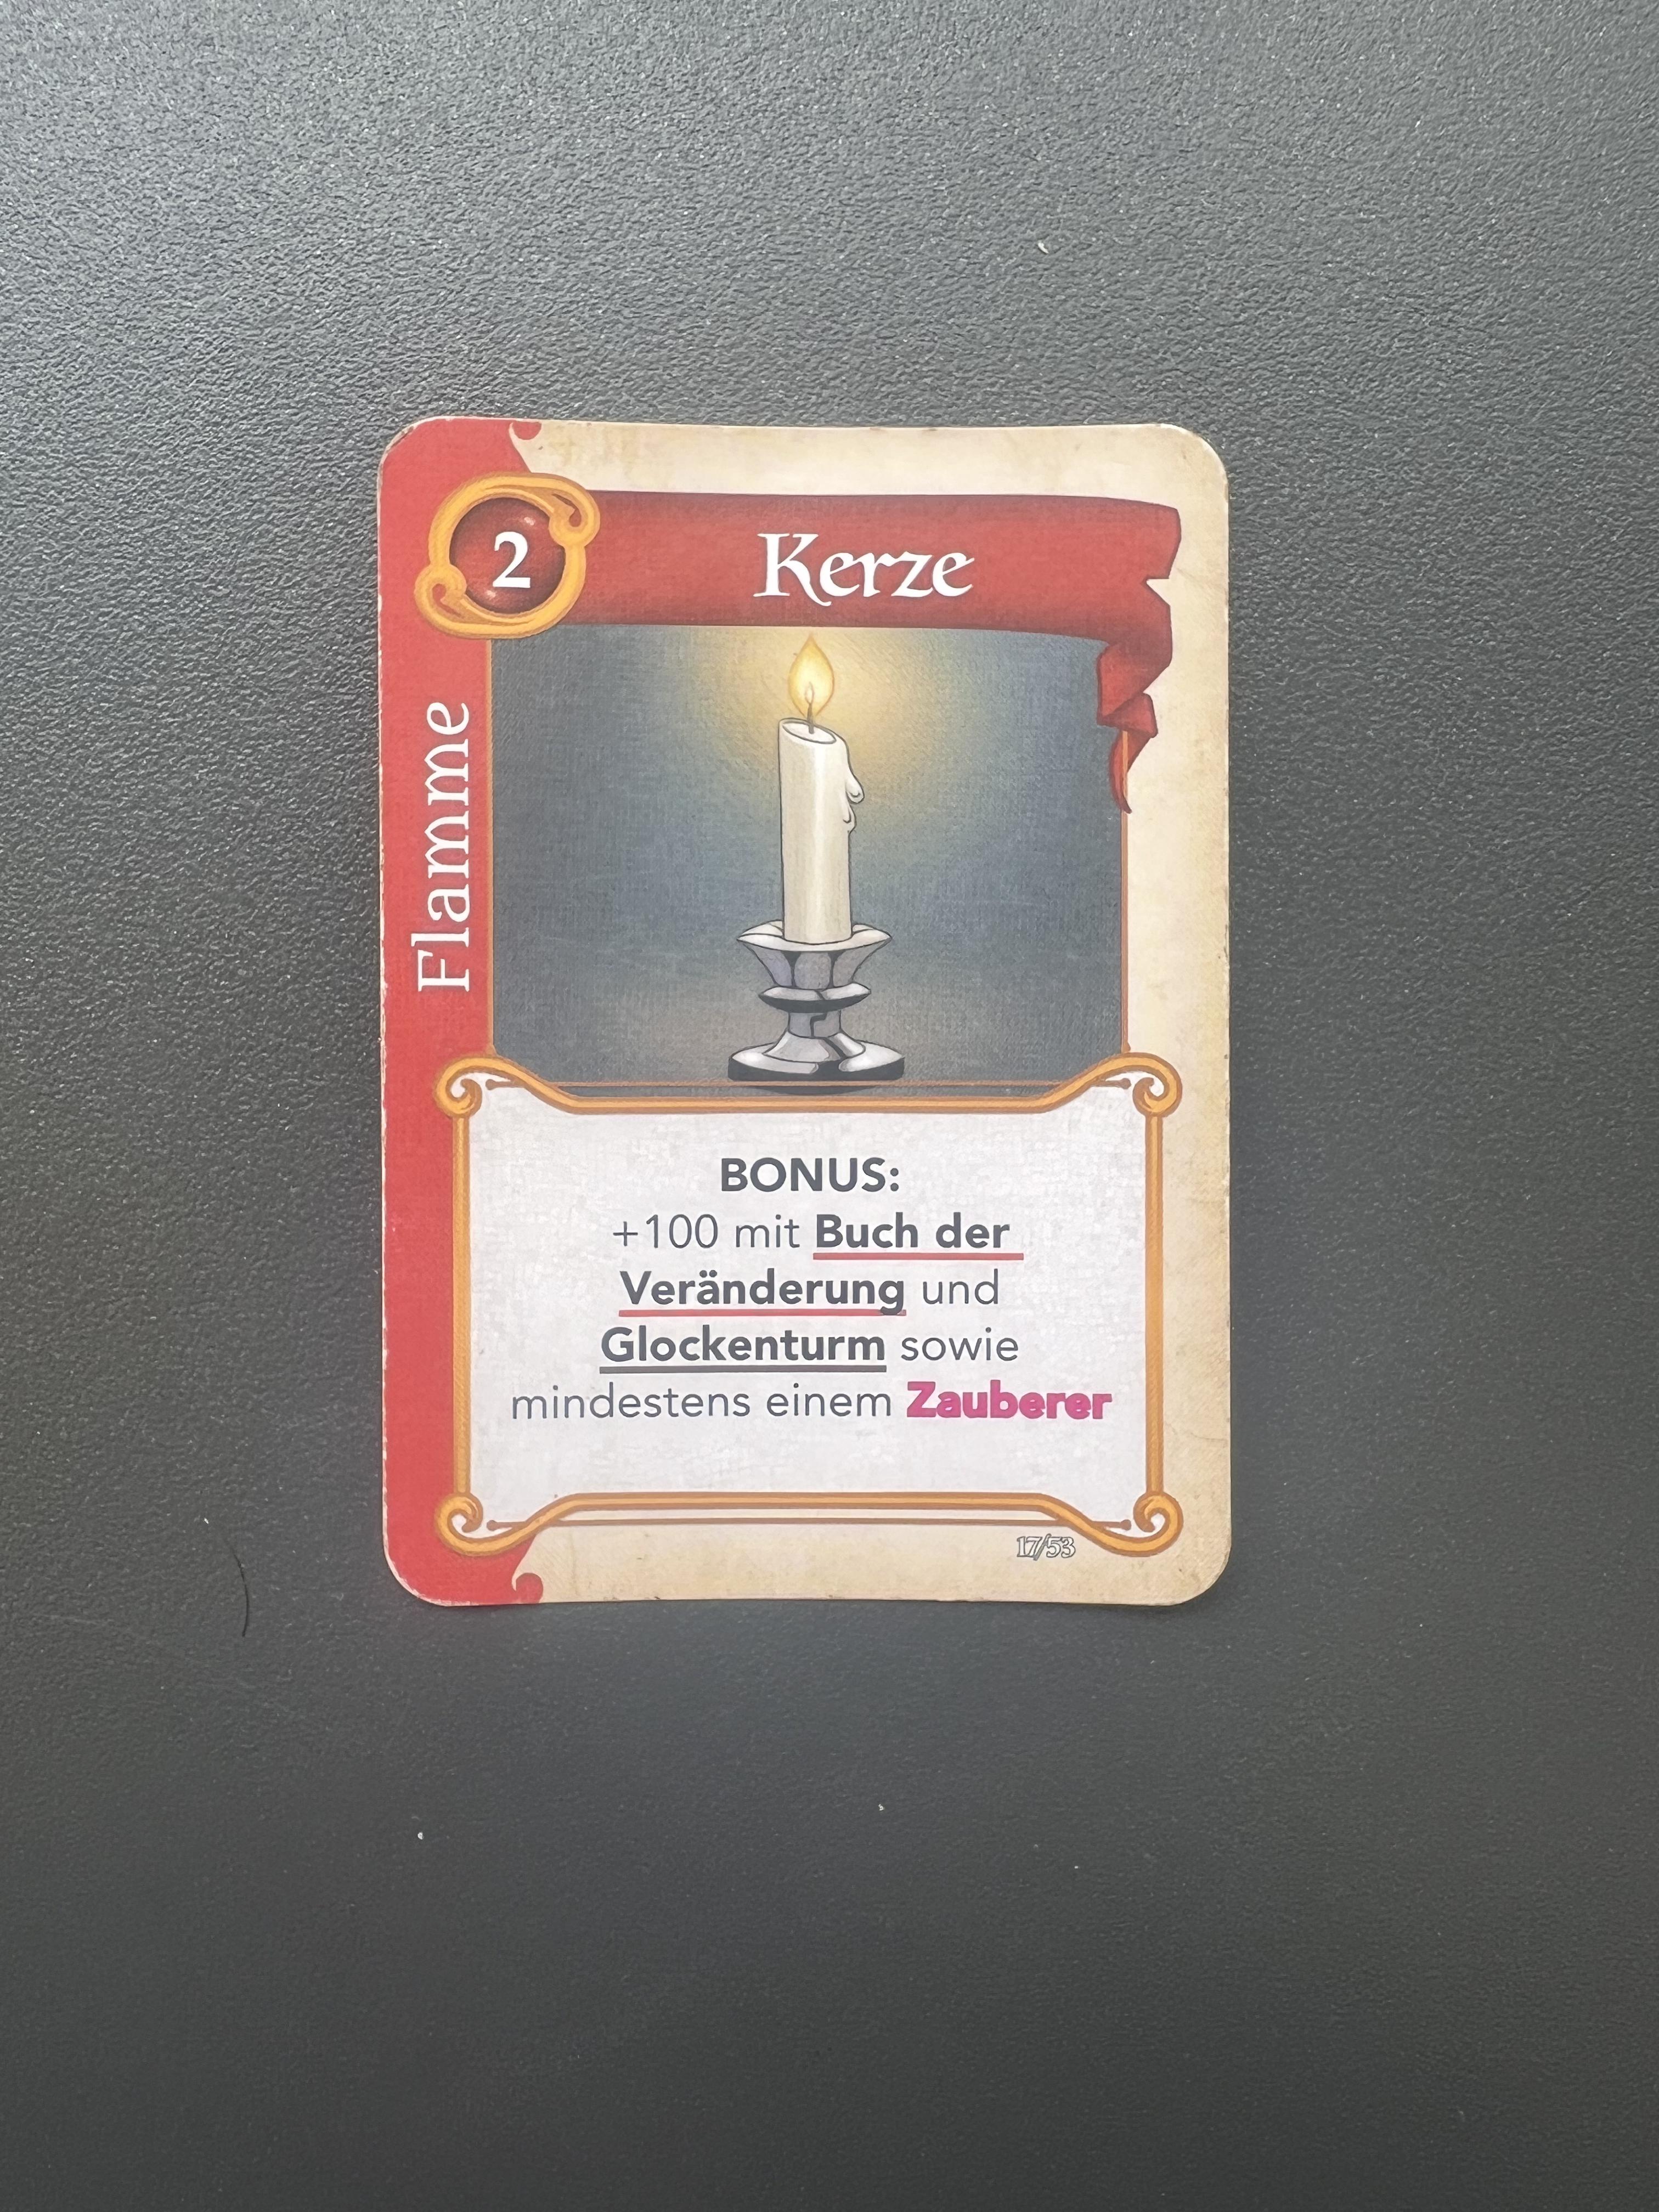 2
Kerze
Flamme
BONUS:
+100 mit Buch der
Veränderung und
Glockenturm sowie
mindestens einem Zauberer
17/53